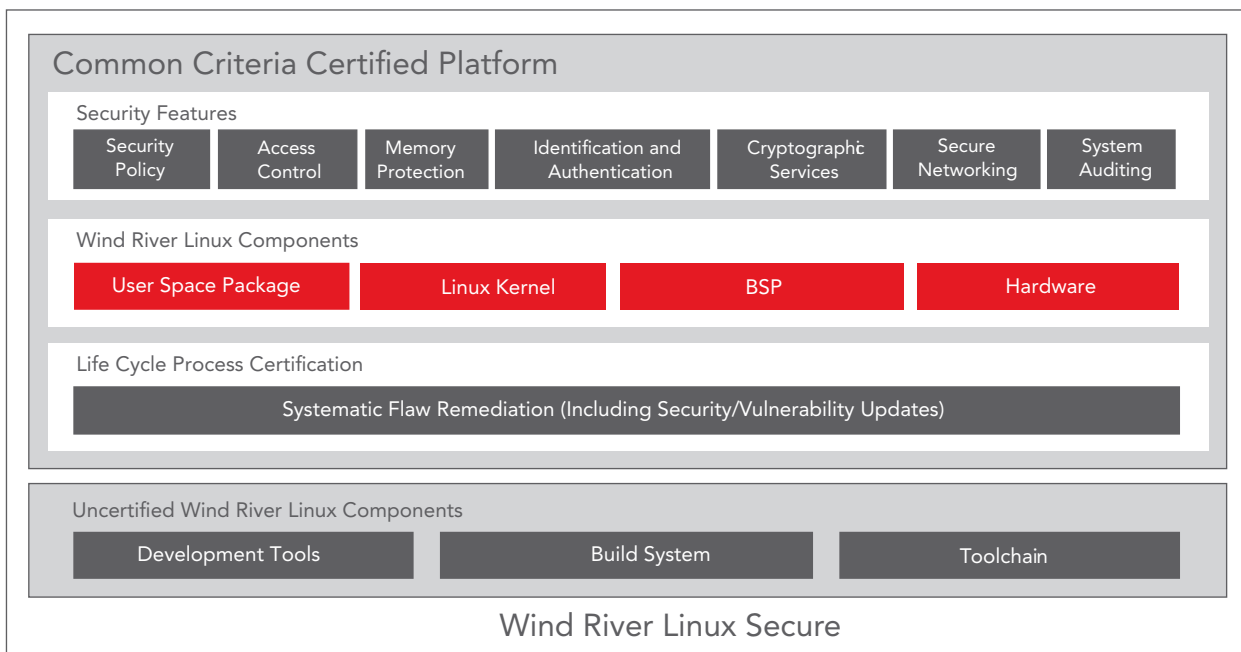 Common Criteria Certified Platform
Security Features
Security
Policy
Access
Control
Memory
Protection
Identification and
Authentication
Cryptographic
Services
Secure
Networking
System
Auditing
Wind River Linux Components
User Space Package
Linux Kernel
BSP
Hardware
Life Cycle Process Certification
Systematic Flaw Remediation (Including Security/Vulnerability Updates)
Uncertified Wind River Linux Components
Development Tools
Build System
Toolchain
Wind River Linux Secure